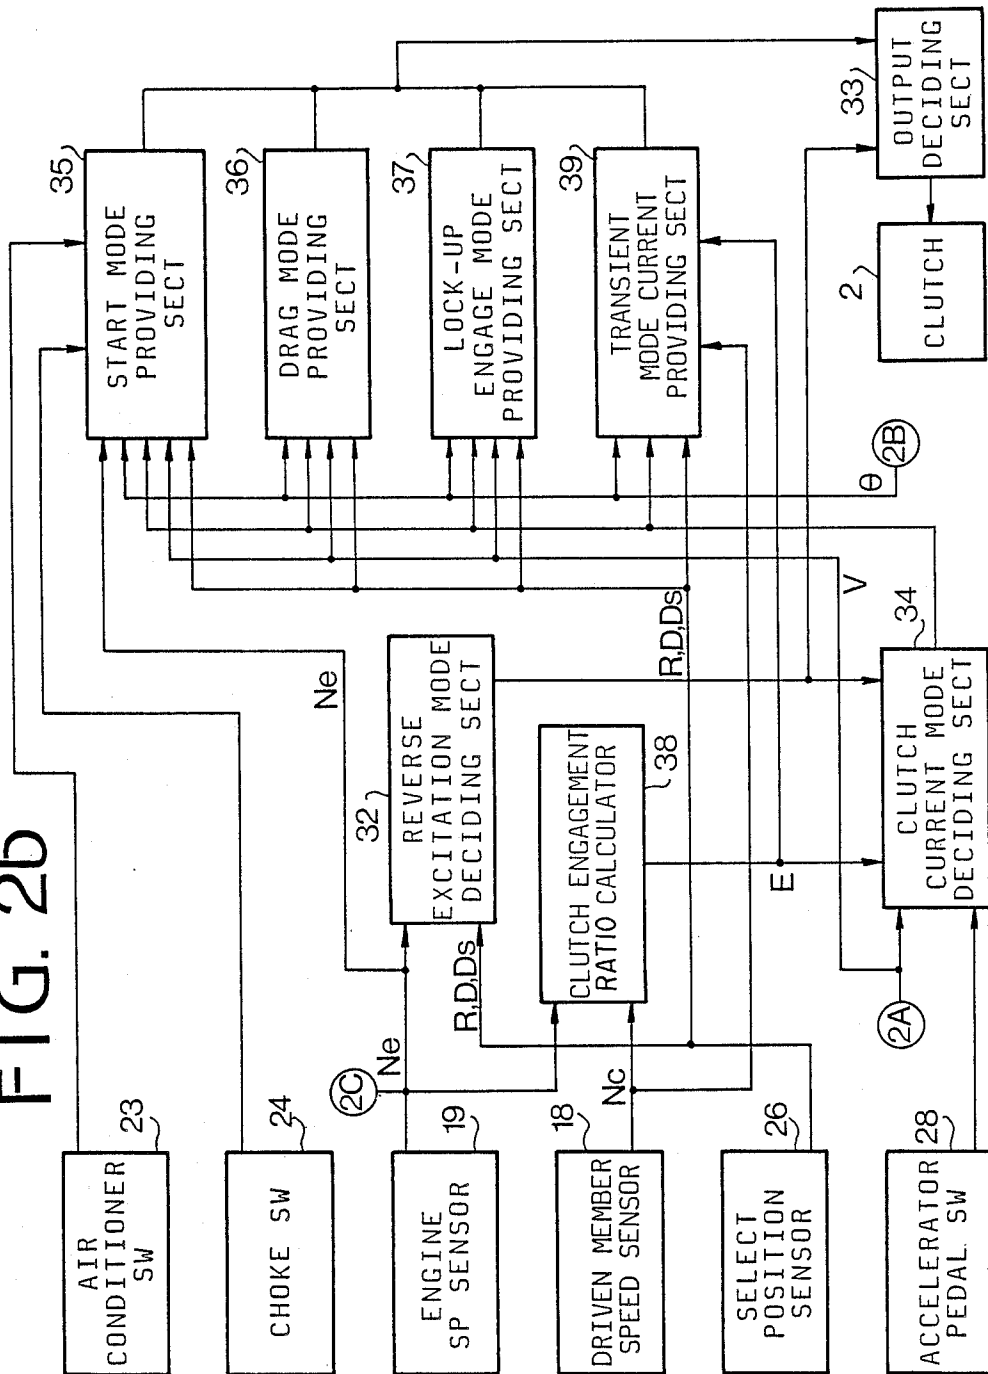 FIG. 2b
AIR
CONDITIONER
SW
23
CHOKE SW
24
ENGINE
SP SENSOR
19
DRIVEN MEMBER
SPEED SENSOR
18
SELECT
POSITION
SENSOR
26
ACCELERATOR
PEDAL SW
28
2C
Ne
Ne
R,D,Ds
Nc
2A
REVERSE
EXCITATION MODE
DECIDING SECT
32
CLUTCH ENGAGEMENT
RATIO CALCULATOR
38
E
R,D,Ds
V
CLUTCH
CURRENT MODE
DECIDING SECT
34
θ
2B
START MODE
PROVIDING
SECT
35
DRAG MODE
PROVIDING
SECT
36
LOCK-UP
ENGAGE MODE
PROVIDING SECT
37
TRANSIENT
MODE CURRENT
PROVIDING SECT
39
CLUTCH
2
OUTPUT
DECIDING
SECT
33